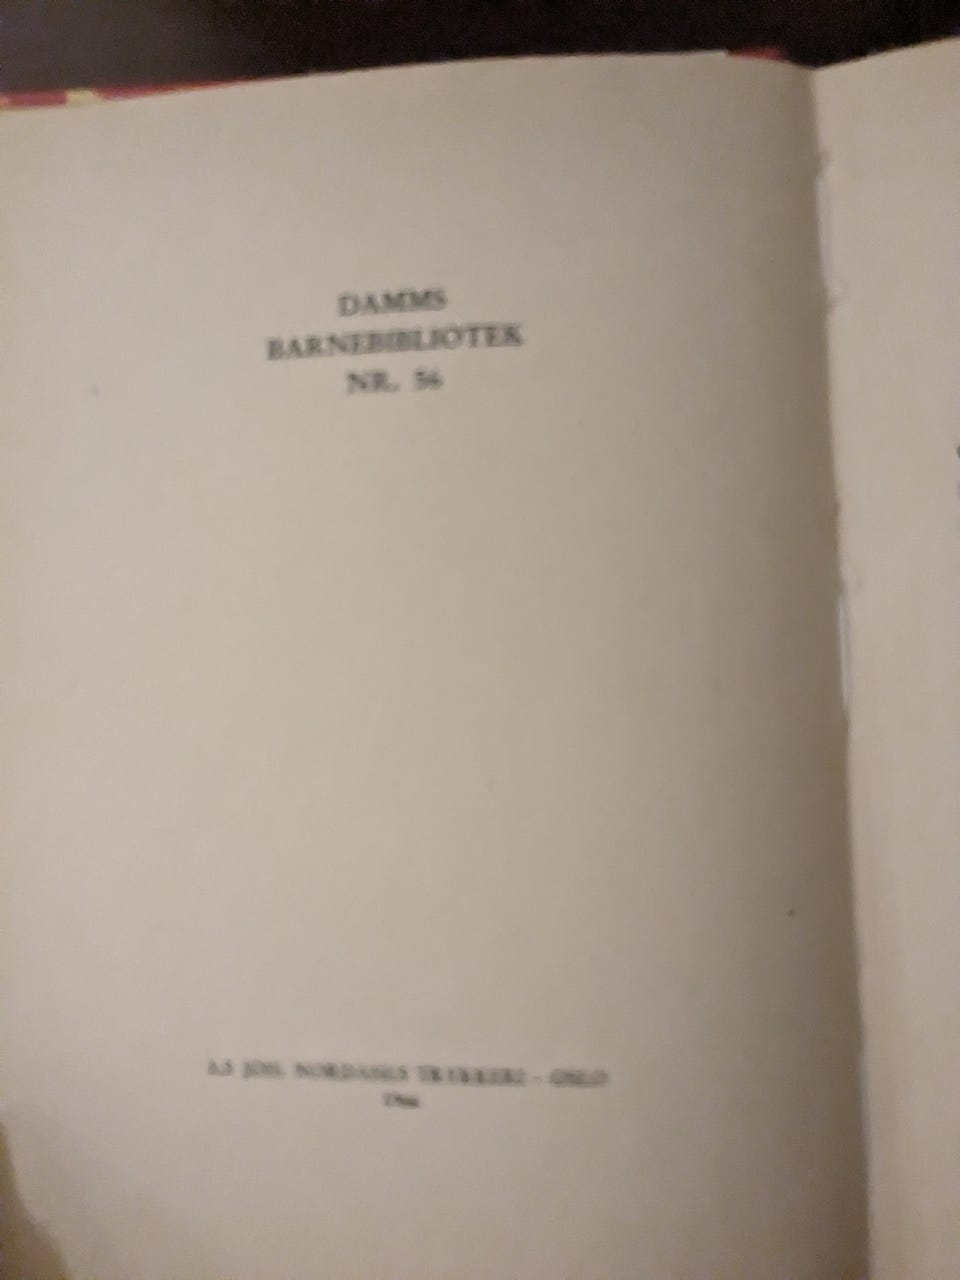 DAMMS
BARNEBIBLIOTEK
NR. 56
A.S JOH. NORDAHLS TRYKKERI - OSLO